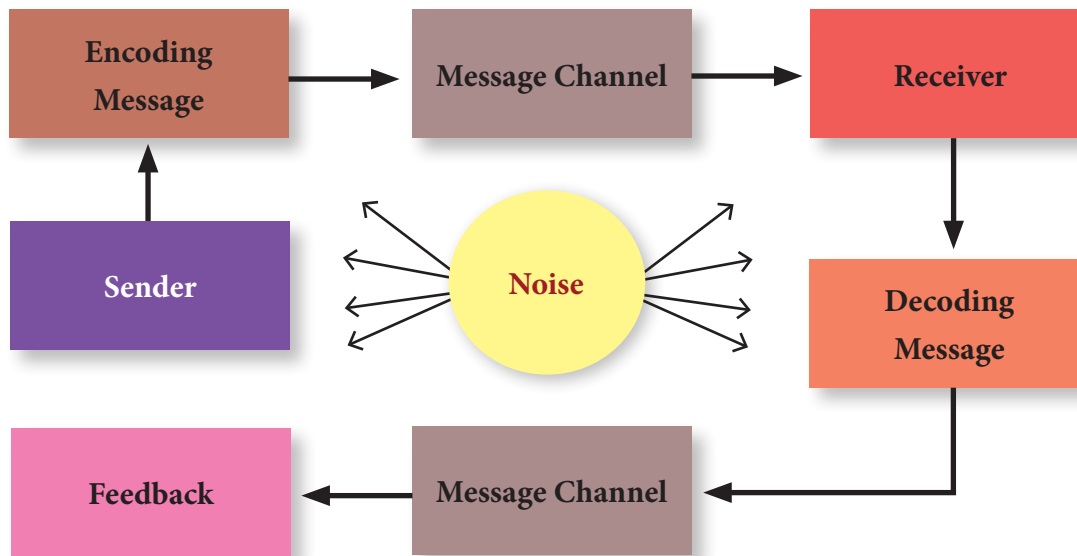 Encoding
Message
Message Channel
Receiver
Sender
Noise
Decoding
Message
Feedback
Message Channel